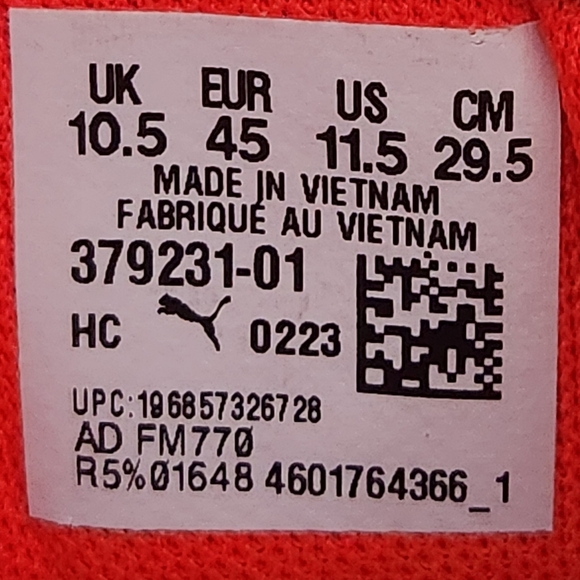 UK EUR US CM
10.5 45 11.5 29.5
MADE IN VIETNAM
FABRIQUÉ AU VIETNAM
379231-01
HC 0223
UPC:196857326728
AD FM770
R5%01648 4601764366_1